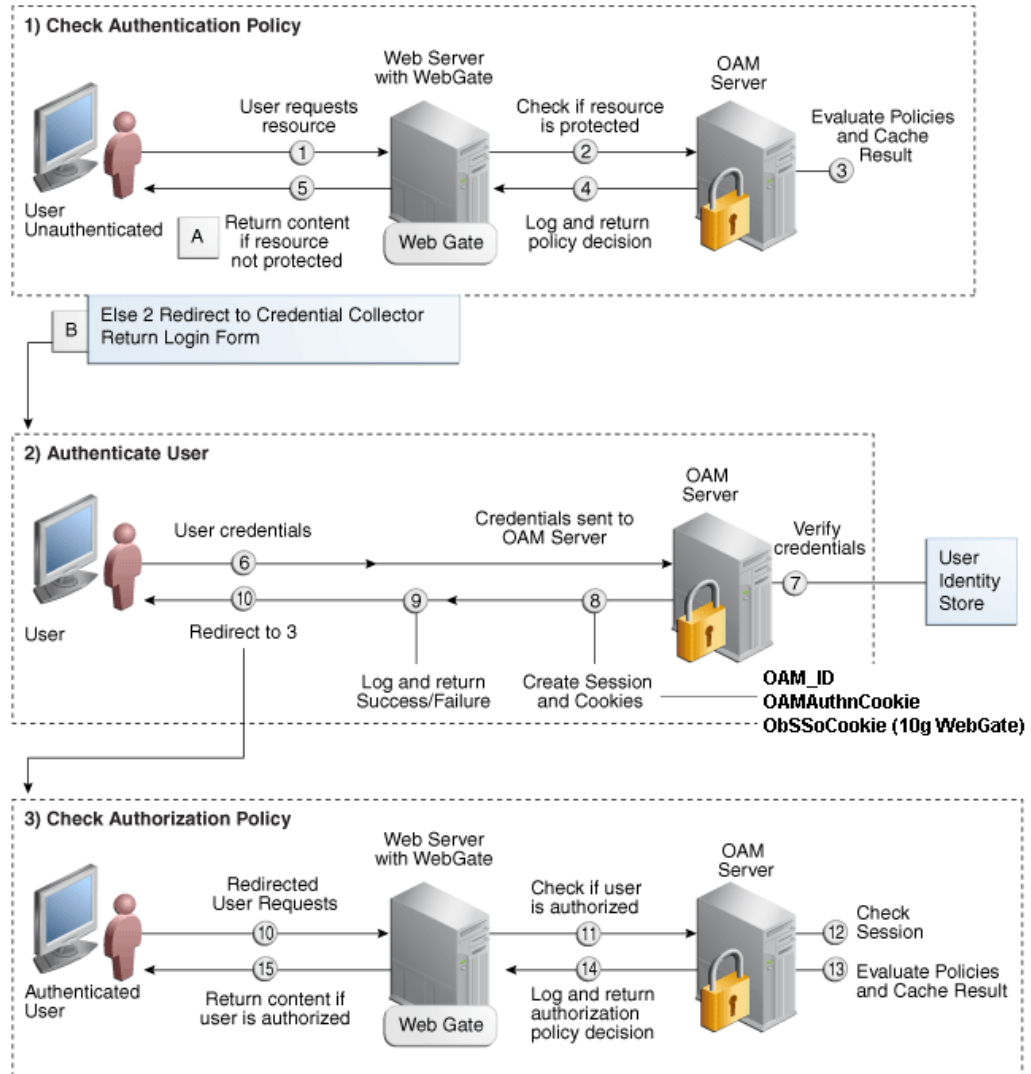 1) Check Authentication Policy
Web Server
with WebGate
OAM
Server
User requests
resource
Check if resource
is protected
Evaluate Policies
and Cache
Result
1
2
3
5
4
User
Unauthenticated
A
Return content
if resource
not protected
Web Gate
Log and return
policy decision
B
Else 2 Redirect to Credential Collector
Return Login Form
2) Authenticate User
OAM
Server
User credentials
Credentials sent to
OAM Server
Verify
credentials
6
7
User
Identity
Store
10
9
8
User
Redirect to 3
Log and return
Success/Failure
Create Session
and Cookies
OAM_ID
OAMAuthnCookie
ObSSoCookie (10g WebGate)
3) Check Authorization Policy
Web Server
with WebGate
OAM
Server
Redirected
User Requests
Check if user
is authorized
10
11
12
Check
Session
15
14
13
Evaluate Policies
and Cache Result
Authenticated
User
Return content if
user is authorized
Web Gate
Log and return
authorization
policy decision